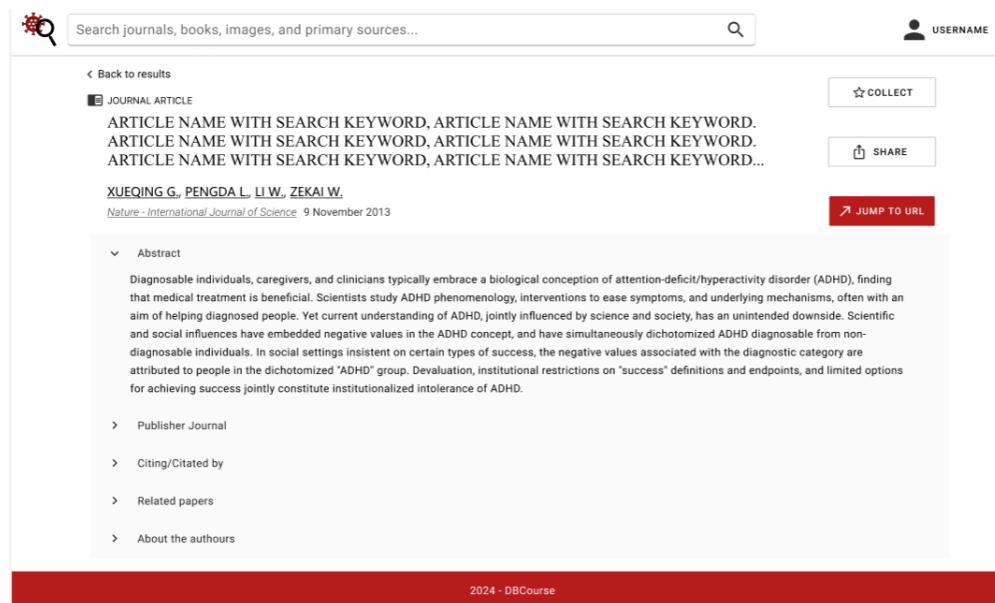 Search journals, books, images, and primary sources...
USERNAME
Back to results
COLLECT
JOURNAL ARTICLE
ARTICLE NAME WITH SEARCH KEYWORD, ARTICLE NAME WITH SEARCH KEYWORD.
ARTICLE NAME WITH SEARCH KEYWORD, ARTICLE NAME WITH SEARCH KEYWORD.
ARTICLE NAME WITH SEARCH KEYWORD, ARTICLE NAME WITH SEARCH KEYWORD...
SHARE
XUEQING G., PENGDA L., LI W., ZEKAI W.
Nature - International Journal of Science 9 November 2013
JUMP TO URL
Abstract
Diagnosable individuals, caregivers, and clinicians typically embrace a biological conception of attention-deficit/hyperactivity disorder (ADHD), finding
that medical treatment is beneficial. Scientists study ADHD phenomenology, interventions to ease symptoms, and underlying mechanisms, often with an
aim of helping diagnosed people. Yet current understanding of ADHD, jointly influenced by science and society, has an unintended downside. Scientific
and social influences have embedded negative values in the ADHD concept, and have simultaneously dichotomized ADHD diagnosable from non-
diagnosable individuals. In social settings insistent on certain types of success, the negative values associated with the diagnostic category are
attributed to people in the dichotomized "ADHD" group. Devaluation, institutional restrictions on "success" definitions and endpoints, and limited options
for achieving success jointly constitute institutionalized intolerance of ADHD.
Publisher Journal
Citing/Citated by
Related papers
About the authours
2024 - DBCourse